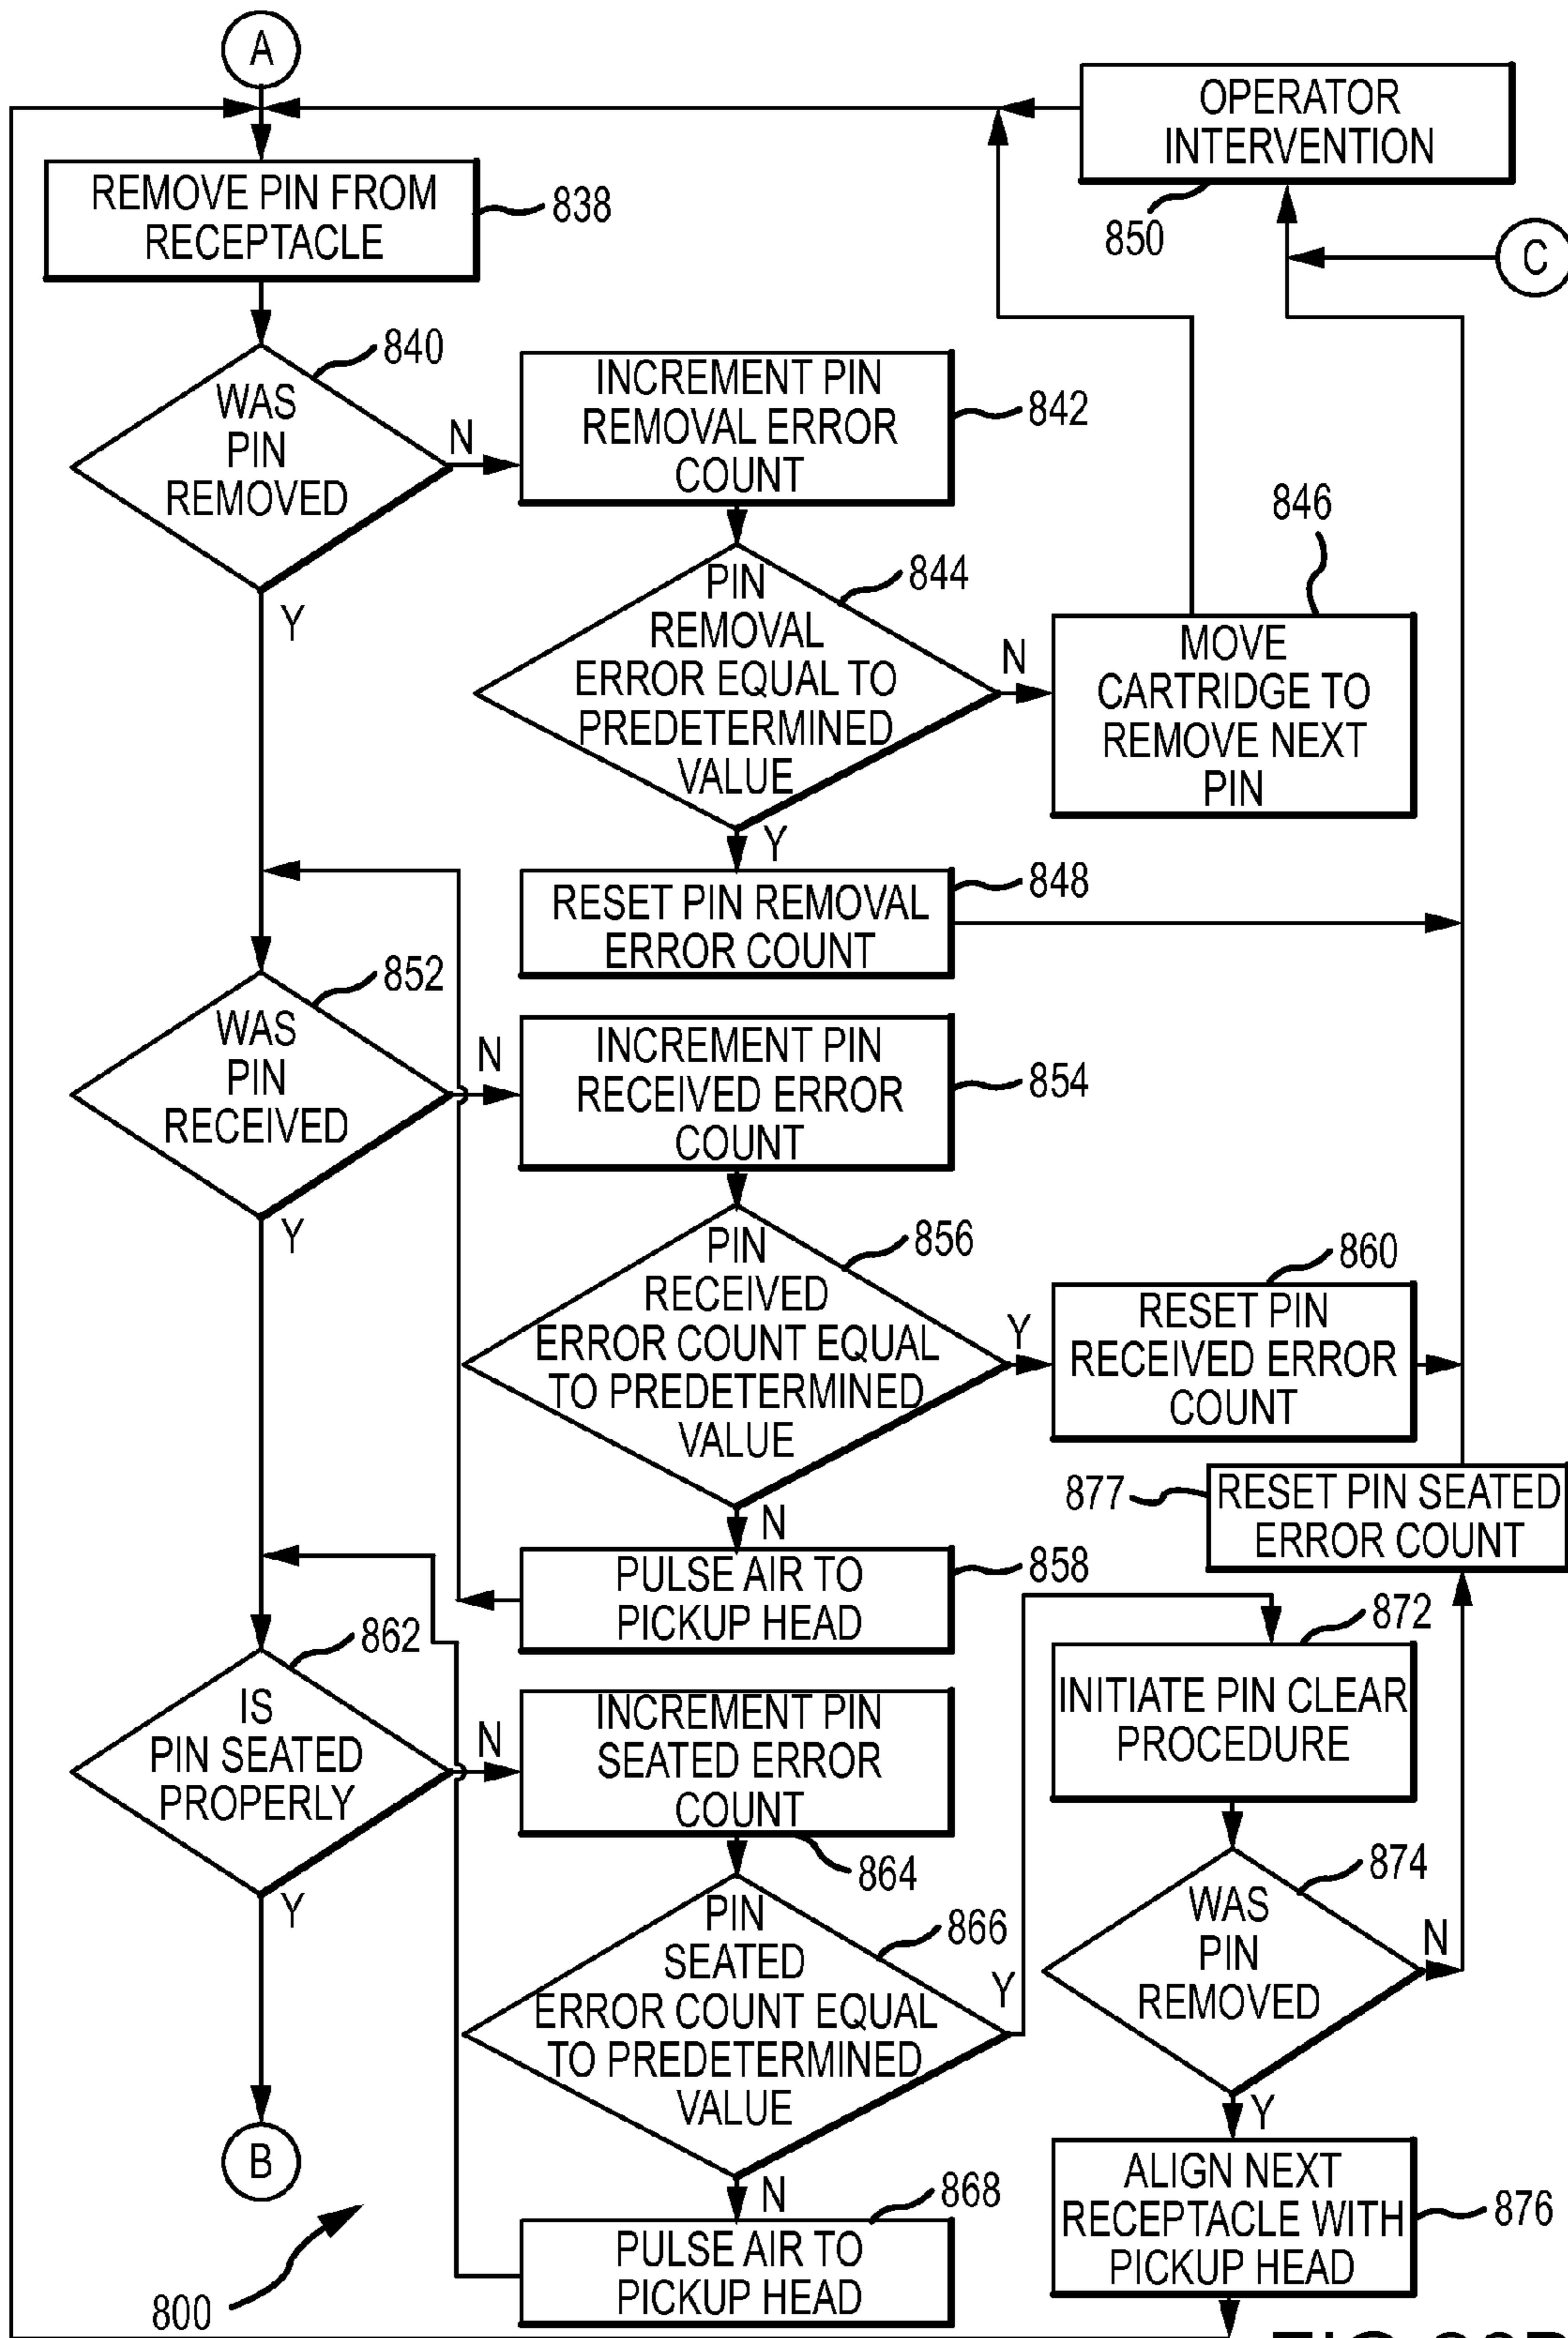 A
OPERATOR
INTERVENTION
850
C
REMOVE PIN FROM
RECEPTACLE
838
840
WAS
PIN
REMOVED
N
Y
INCREMENT PIN
REMOVAL ERROR
COUNT
842
844
PIN
REMOVAL
ERROR EQUAL TO
PREDETERMINED
VALUE
N
Y
846
MOVE
CARTRIDGE TO
REMOVE NEXT
PIN
RESET PIN REMOVAL
ERROR COUNT
848
852
WAS
PIN
RECEIVED
N
Y
INCREMENT PIN
RECEIVED ERROR
COUNT
854
856
PIN
RECEIVED
ERROR COUNT EQUAL
TO PREDETERMINED
VALUE
Y
N
860
RESET PIN
RECEIVED ERROR
COUNT
877
RESET PIN SEATED
ERROR COUNT
PULSE AIR TO
PICKUP HEAD
858
862
IS
PIN SEATED
PROPERLY
N
Y
INCREMENT PIN
SEATED ERROR
COUNT
864
866
PIN
SEATED
ERROR COUNT EQUAL
TO PREDETERMINED
VALUE
Y
N
872
INITIATE PIN CLEAR
PROCEDURE
874
WAS
PIN
REMOVED
N
Y
B
800
868
PULSE AIR TO
PICKUP HEAD
ALIGN NEXT
RECEPTACLE WITH
PICKUP HEAD
876